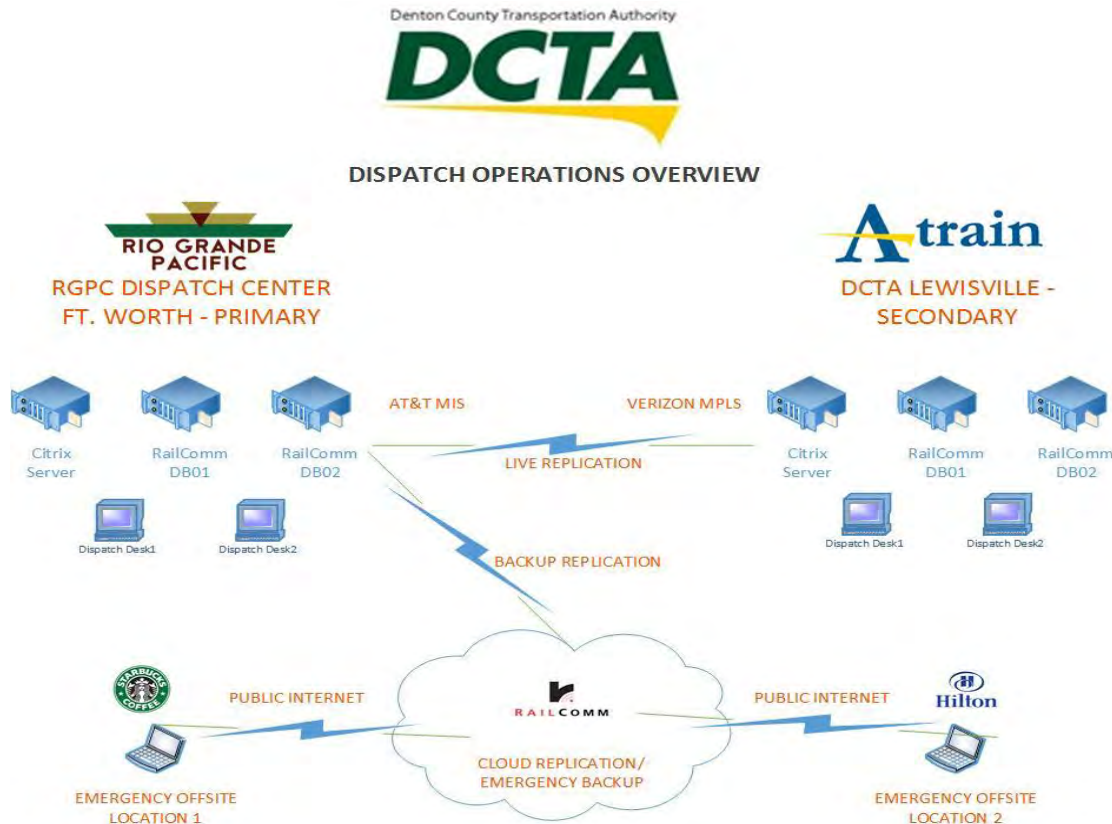 Denton County Transportation Authority
DCTA
DISPATCH OPERATIONS OVERVIEW
RIO GRANDE
PACIFIC
RGPC DISPATCH CENTER
FT. WORTH - PRIMARY
A train
DCTA LEWISVILLE -
SECONDARY
AT&T MIS
VERIZON MPLS
LIVE REPLICATION
Citrix
Server
RailComm
DB01
RailComm
DB02
Citrix
Server
RailComm
DB01
RailComm
DB02
Dispatch Desk1
Dispatch Desk2
Dispatch Desk1
Dispatch Desk2
BACKUP REPLICATION
STARBUCKS
COFFEE
PUBLIC INTERNET
RAILCOMM
PUBLIC INTERNET
Hilton
CLOUD REPLICATION/
EMERGENCY BACKUP
EMERGENCY OFFSITE
LOCATION 1
EMERGENCY OFFSITE
LOCATION 2